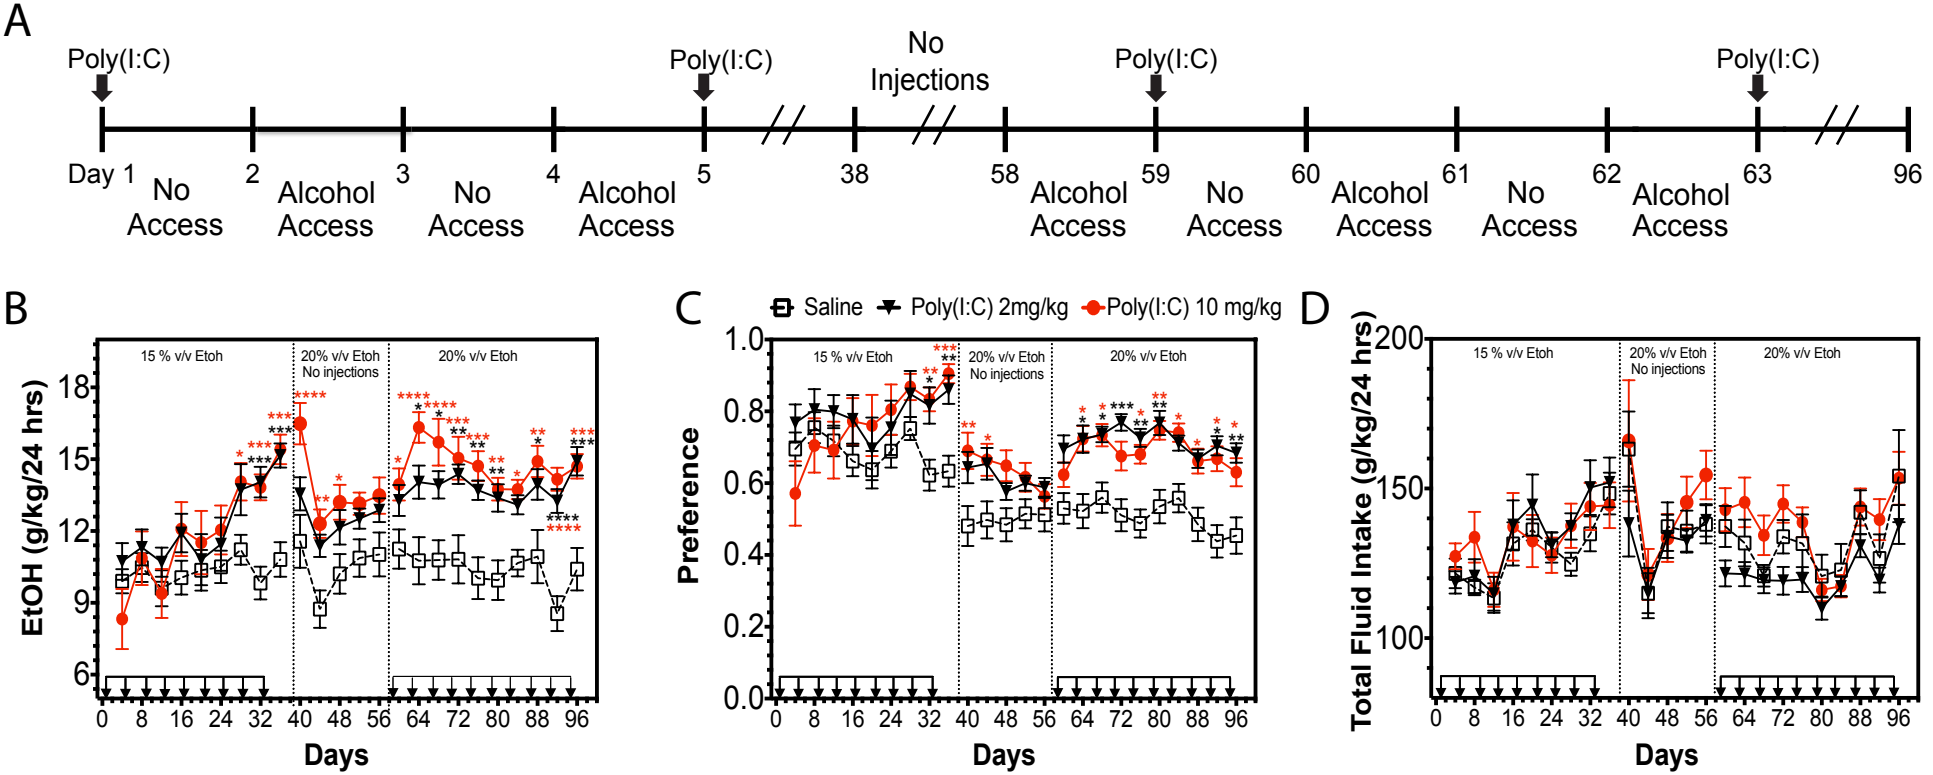 A
Poly(I:C)
Poly(I:C)
No
Injections
Poly(I:C)
Poly(I:C)
Day 1
2
3
4
5
38
58
59
60
61
62
63
96
No
Access
Alcohol
Access
No
Access
Alcohol
Access
Alcohol
Access
No
Access
Alcohol
Access
No
Access
Alcohol
Access
B
EtOH (g/kg/24 hrs)
18
15
12
9
6
15 % v/v Etoh
20% v/v Etoh
No injections
20% v/v Etoh
* *** *** *** ***
**** ** *
* **** * **** * *** ** *** ** ** ** * ** * **** **** *** ***
0 8 16 24 32 40 48 56 64 72 80 88 96
Days
C
Saline Poly(I:C) 2mg/kg Poly(I:C) 10 mg/kg
Preference
1.0
0.8
0.6
0.4
0.2
0.0
15 % v/v Etoh
20% v/v Etoh
No injections
20% v/v Etoh
** * *** **
** *
* * * * *** * ** ** ** * * * * * **
0 8 16 24 32 40 48 56 64 72 80 88 96
Days
D
Total Fluid Intake (g/kg/24 hrs)
200
150
100
15 % v/v Etoh
20% v/v Etoh
No injections
20% v/v Etoh
0 8 16 24 32 40 48 56 64 72 80 88 96
Days